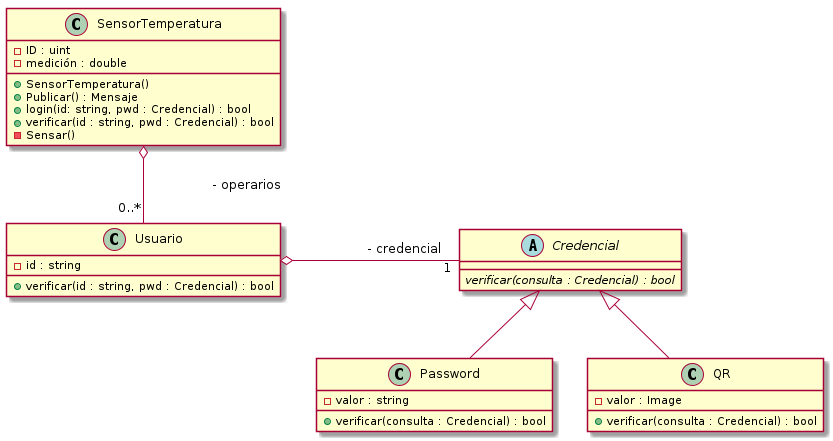 C SensorTemperatura
ID : uint
medición : double
SensorTemperatura()
Publicar() : Mensaje
login(id: string, pwd : Credencial) : bool
verificar(id : string, pwd : Credencial) : bool
Sensar()
- operarios
0..*
C Usuario
id : string
verificar(id : string, pwd : Credencial) : bool
- credencial
1
A Credencial
verificar(consulta : Credencial) : bool
C Password
valor : string
verificar(consulta : Credencial) : bool
C QR
valor : Image
verificar(consulta : Credencial) : bool